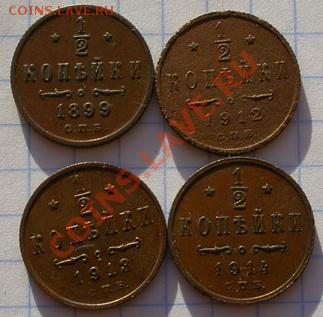 COINS.LAVE.RU
1/2
КОПѢЙКИ
1899
С.П.Б.
1/2
КОПѢЙКИ
1912
С.П.Б.
1/2
КОПѢЙКИ
1913
С.П.Б.
1/2
КОПѢЙКИ
1914
С.П.Б.
COINS.LAVE.RU